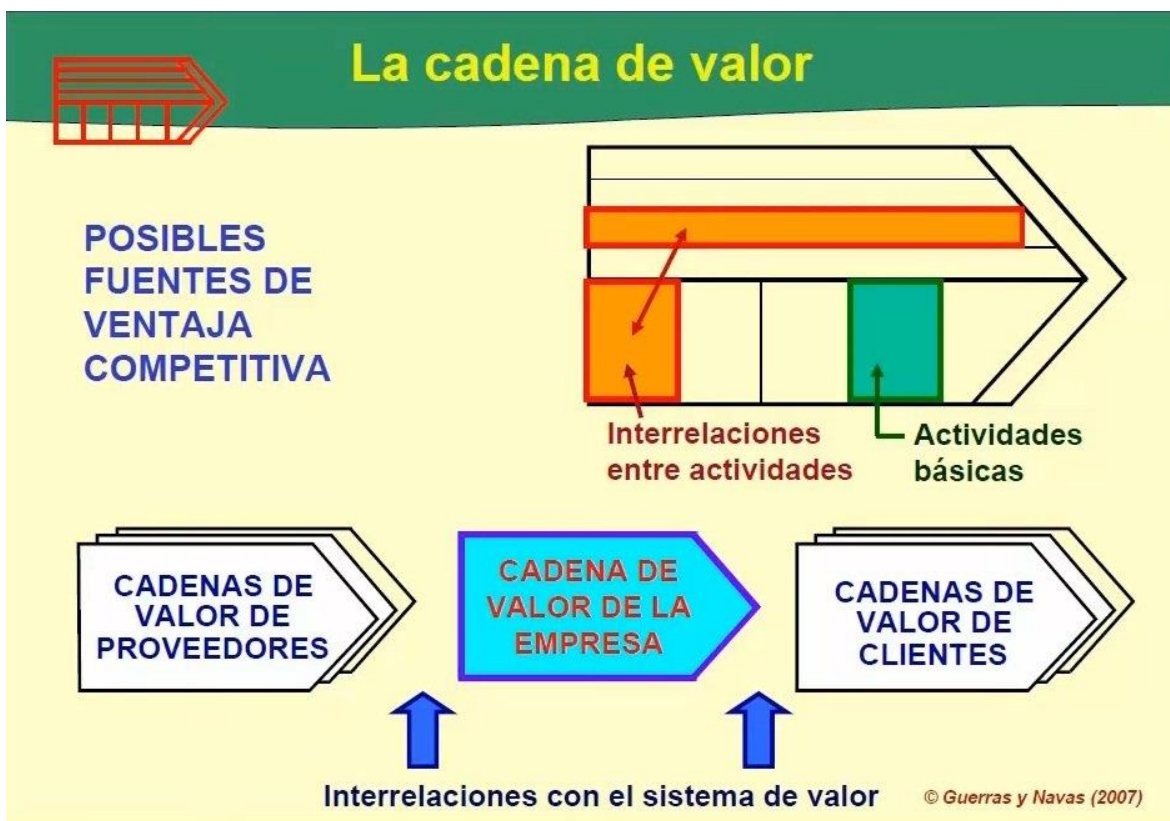 La cadena de valor
POSIBLES
FUENTES DE
VENTAJA
COMPETITIVA
Interrelaciones
entre actividades
Actividades
básicas
CADENAS DE
VALOR DE
PROVEEDORES
CADENA DE
VALOR DE LA
EMPRESA
CADENAS DE
VALOR DE
CLIENTES
Interrelaciones con el sistema de valor
© Guerras y Navas (2007)